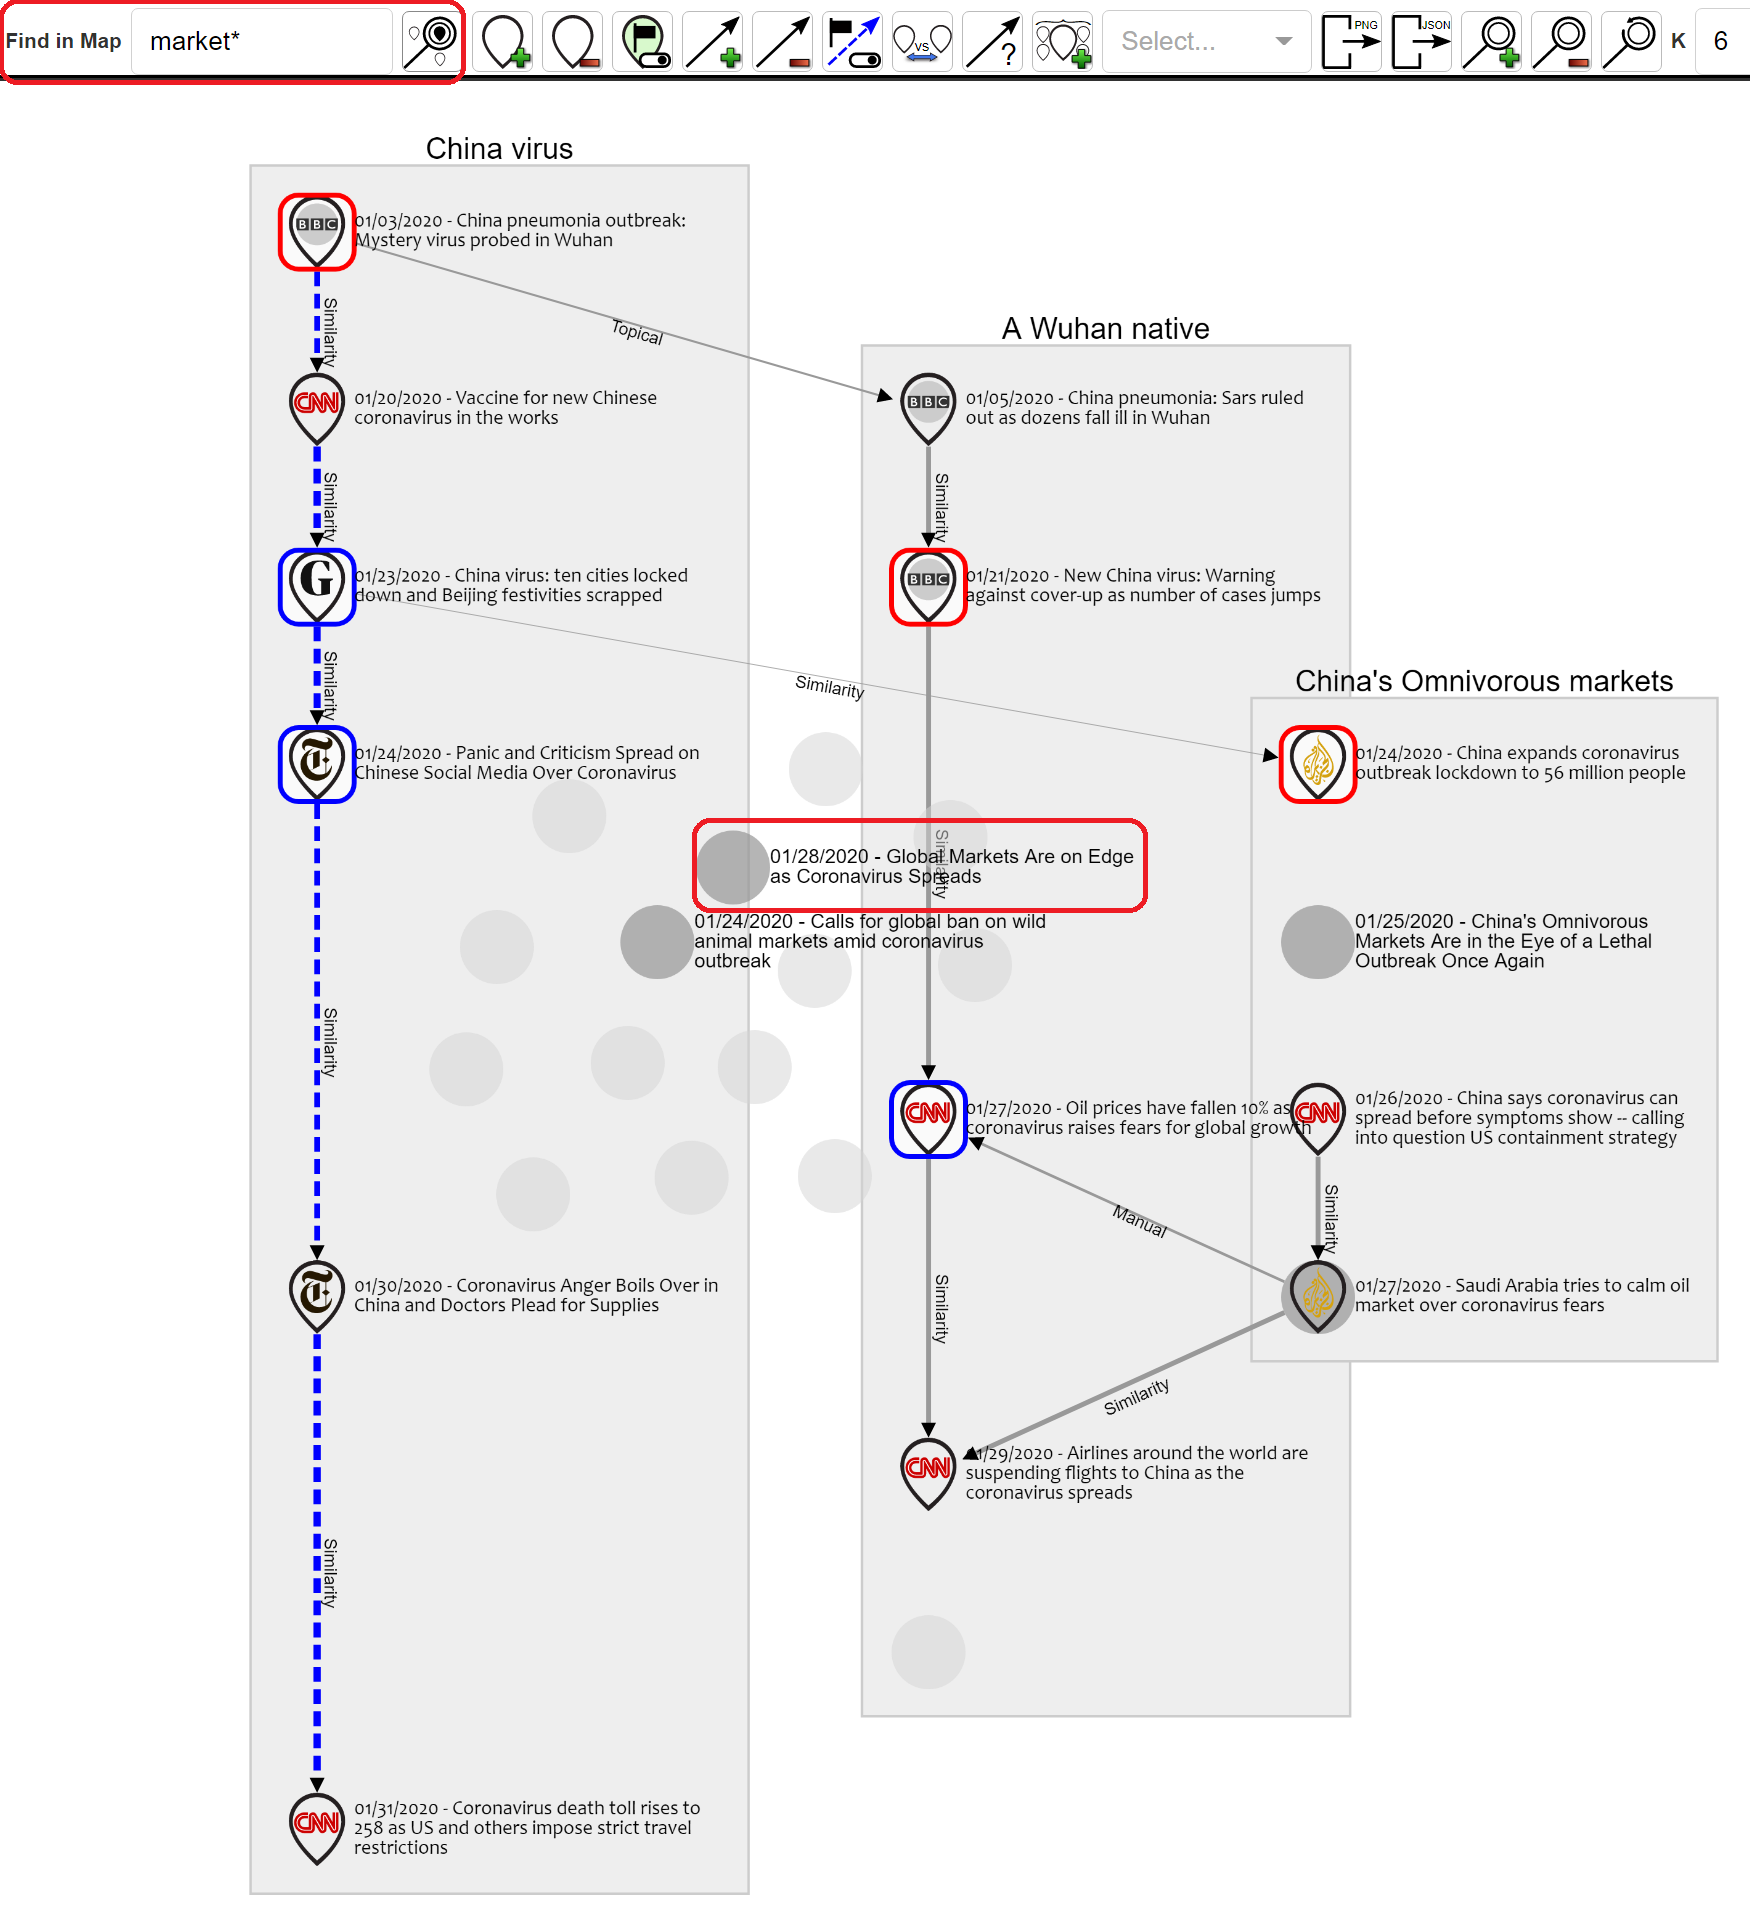 Find in Map
market*
VS
?
Select...
PNG
JSON
K
6
China virus
BBC
01/03/2020 - China pneumonia outbreak:
Mystery virus probed in Wuhan
Similarity
Topical
A Wuhan native
CNN
01/20/2020 - Vaccine for new Chinese
coronavirus in the works
BBC
01/05/2020 - China pneumonia: Sars ruled
out as dozens fall ill in Wuhan
Similarity
Similarity
G
01/23/2020 - China virus: ten cities locked
down and Beijing festivities scrapped
BBC
01/21/2020 - New China virus: Warning
against cover-up as number of cases jumps
Similarity
Similarity
China's Omnivorous markets
T
01/24/2020 - Panic and Criticism Spread on
Chinese Social Media Over Coronavirus
01/24/2020 - China expands coronavirus
outbreak lockdown to 56 million people
Similarity
01/28/2020 - Global Markets Are on Edge
as Coronavirus Spreads
01/24/2020 - Calls for global ban on wild
animal markets amid coronavirus
outbreak
01/25/2020 - China's Omnivorous
Markets Are in the Eye of a Lethal
Outbreak Once Again
Similarity
CNN
01/27/2020 - Oil prices have fallen 10% as
coronavirus raises fears for global growth
CNN
01/26/2020 - China says coronavirus can
spread before symptoms show -- calling
into question US containment strategy
Manual
Similarity
T
01/30/2020 - Coronavirus Anger Boils Over in
China and Doctors Plead for Supplies
Similarity
01/27/2020 - Saudi Arabia tries to calm oil
market over coronavirus fears
Similarity
CNN
01/29/2020 - Airlines around the world are
suspending flights to China as the
coronavirus spreads
Similarity
CNN
01/31/2020 - Coronavirus death toll rises to
258 as US and others impose strict travel
restrictions